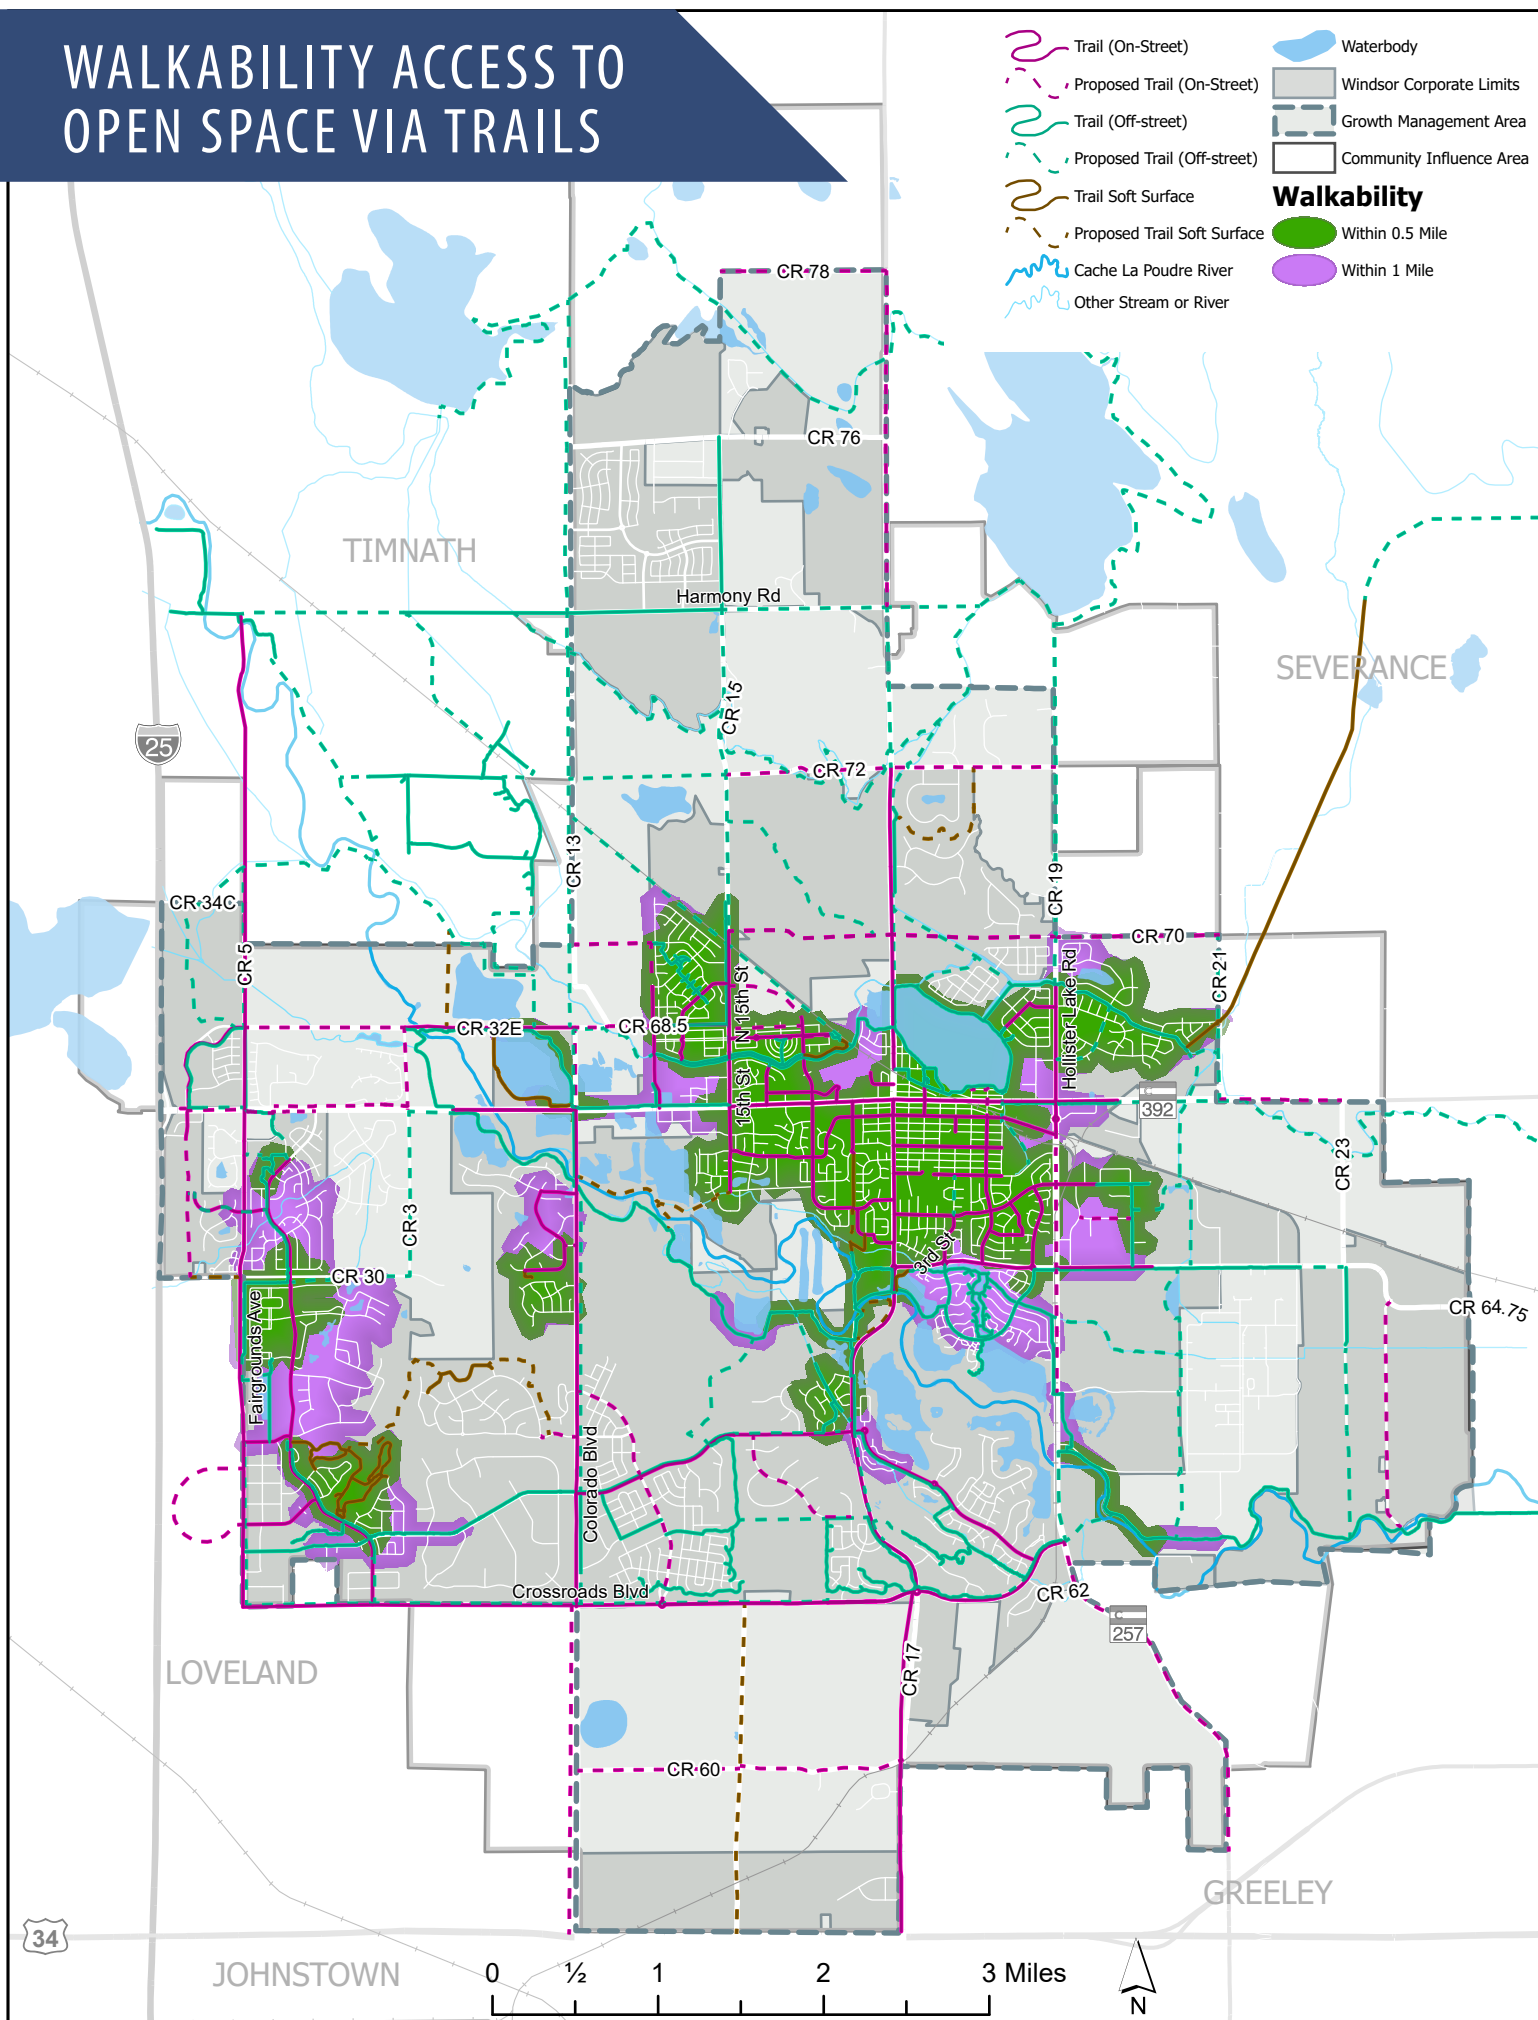 WALKABILITY ACCESS TO
OPEN SPACE VIA TRAILS
Trail (On-Street)
Proposed Trail (On-Street)
Trail (Off-street)
Proposed Trail (Off-street)
Trail Soft Surface
Proposed Trail Soft Surface
Cache La Poudre River
Other Stream or River
Waterbody
Windsor Corporate Limits
Growth Management Area
Community Influence Area
Walkability
Within 0.5 Mile
Within 1 Mile
CR 78
CR 76
TIMNATH
Harmony Rd
SEVERANCE
CR 15
25
CR 72
CR 13
CR 19
CR 34C
CR 5
CR 70
CR 21
N 15th St
Hollister Lake Rd
CR 32E
CR 68.5
15th St
C
392
CR 23
CR 3
3rd St
CR 30
CR 64.75
Fairgrounds Ave
Colorado Blvd
Crossroads Blvd
CR 62
C
257
CR 17
LOVELAND
CR 60
GREELEY
34
JOHNSTOWN
0 ½ 1 2 3 Miles
N